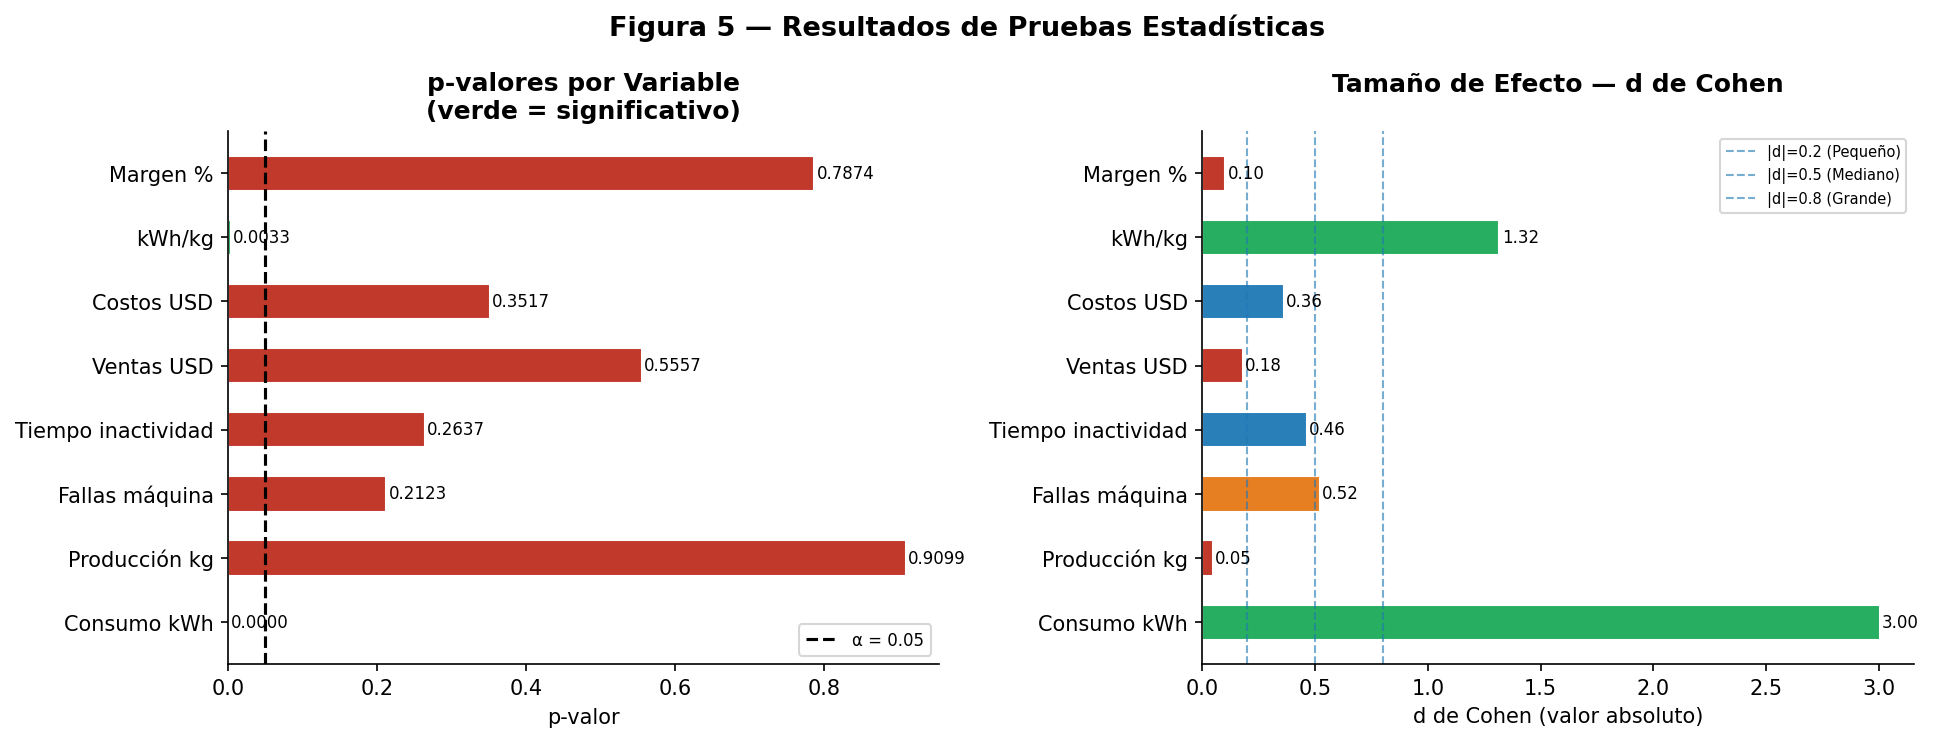 Figura 5 — Resultados de Pruebas Estadísticas
p-valores por Variable
(verde = significativo)
Margen %
0.7874
kWh/kg
0.0033
Costos USD
0.3517
Ventas USD
0.5557
Tiempo inactividad
0.2637
Fallas máquina
0.2123
Producción kg
0.9099
Consumo kWh
0.0000
α = 0.05
0.0 0.2 0.4 0.6 0.8
p-valor
Tamaño de Efecto — d de Cohen
|d|=0.2 (Pequeño)
|d|=0.5 (Mediano)
|d|=0.8 (Grande)
Margen %
0.10
kWh/kg
1.32
Costos USD
0.36
Ventas USD
0.18
Tiempo inactividad
0.46
Fallas máquina
0.52
Producción kg
0.05
Consumo kWh
3.00
0.0 0.5 1.0 1.5 2.0 2.5 3.0
d de Cohen (valor absoluto)